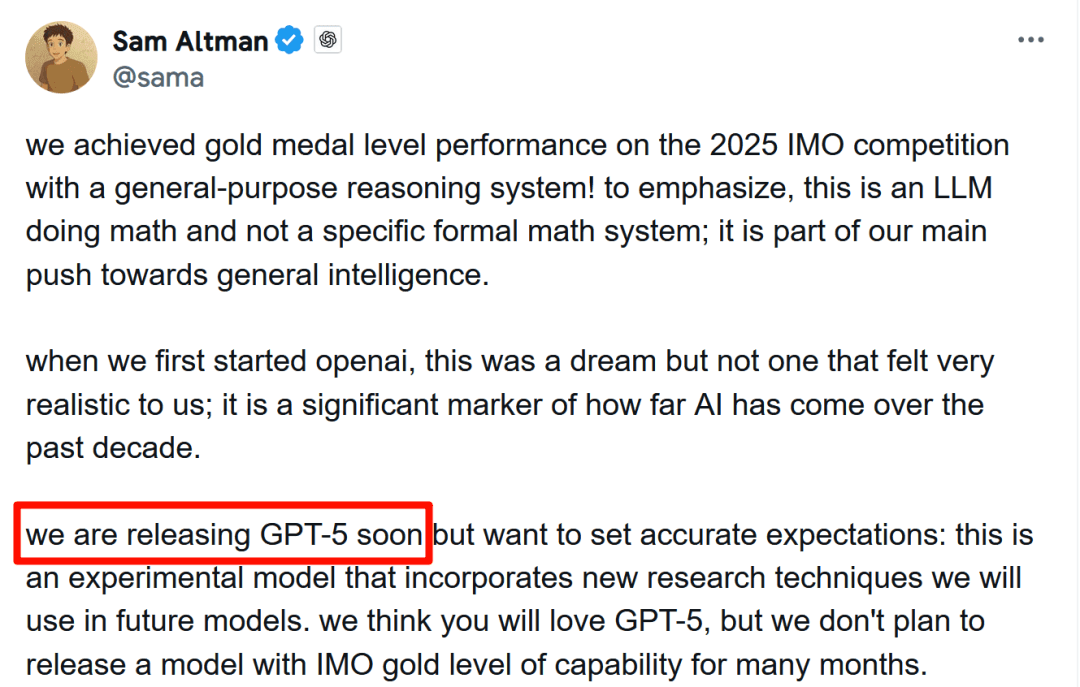 Sam Altman
@sama
we achieved gold medal level performance on the 2025 IMO competition
with a general-purpose reasoning system! to emphasize, this is an LLM
doing math and not a specific formal math system; it is part of our main
push towards general intelligence.
when we first started openai, this was a dream but not one that felt very
realistic to us; it is a significant marker of how far AI has come over the
past decade.
we are releasing GPT-5 soon but want to set accurate expectations: this is
an experimental model that incorporates new research techniques we will
use in future models. we think you will love GPT-5, but we don't plan to
release a model with IMO gold level of capability for many months.